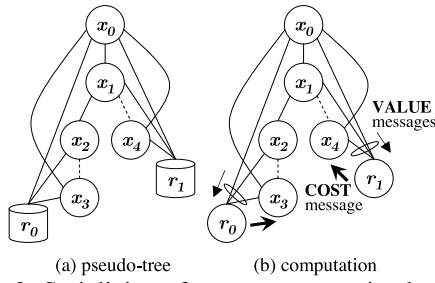 x0
x0
x1
x1
VALUE
messages
x2
x4
x2
x4
r1
x3
r1
COST
message
x3
r0
r0
(a) pseudo-tree
(b) computation